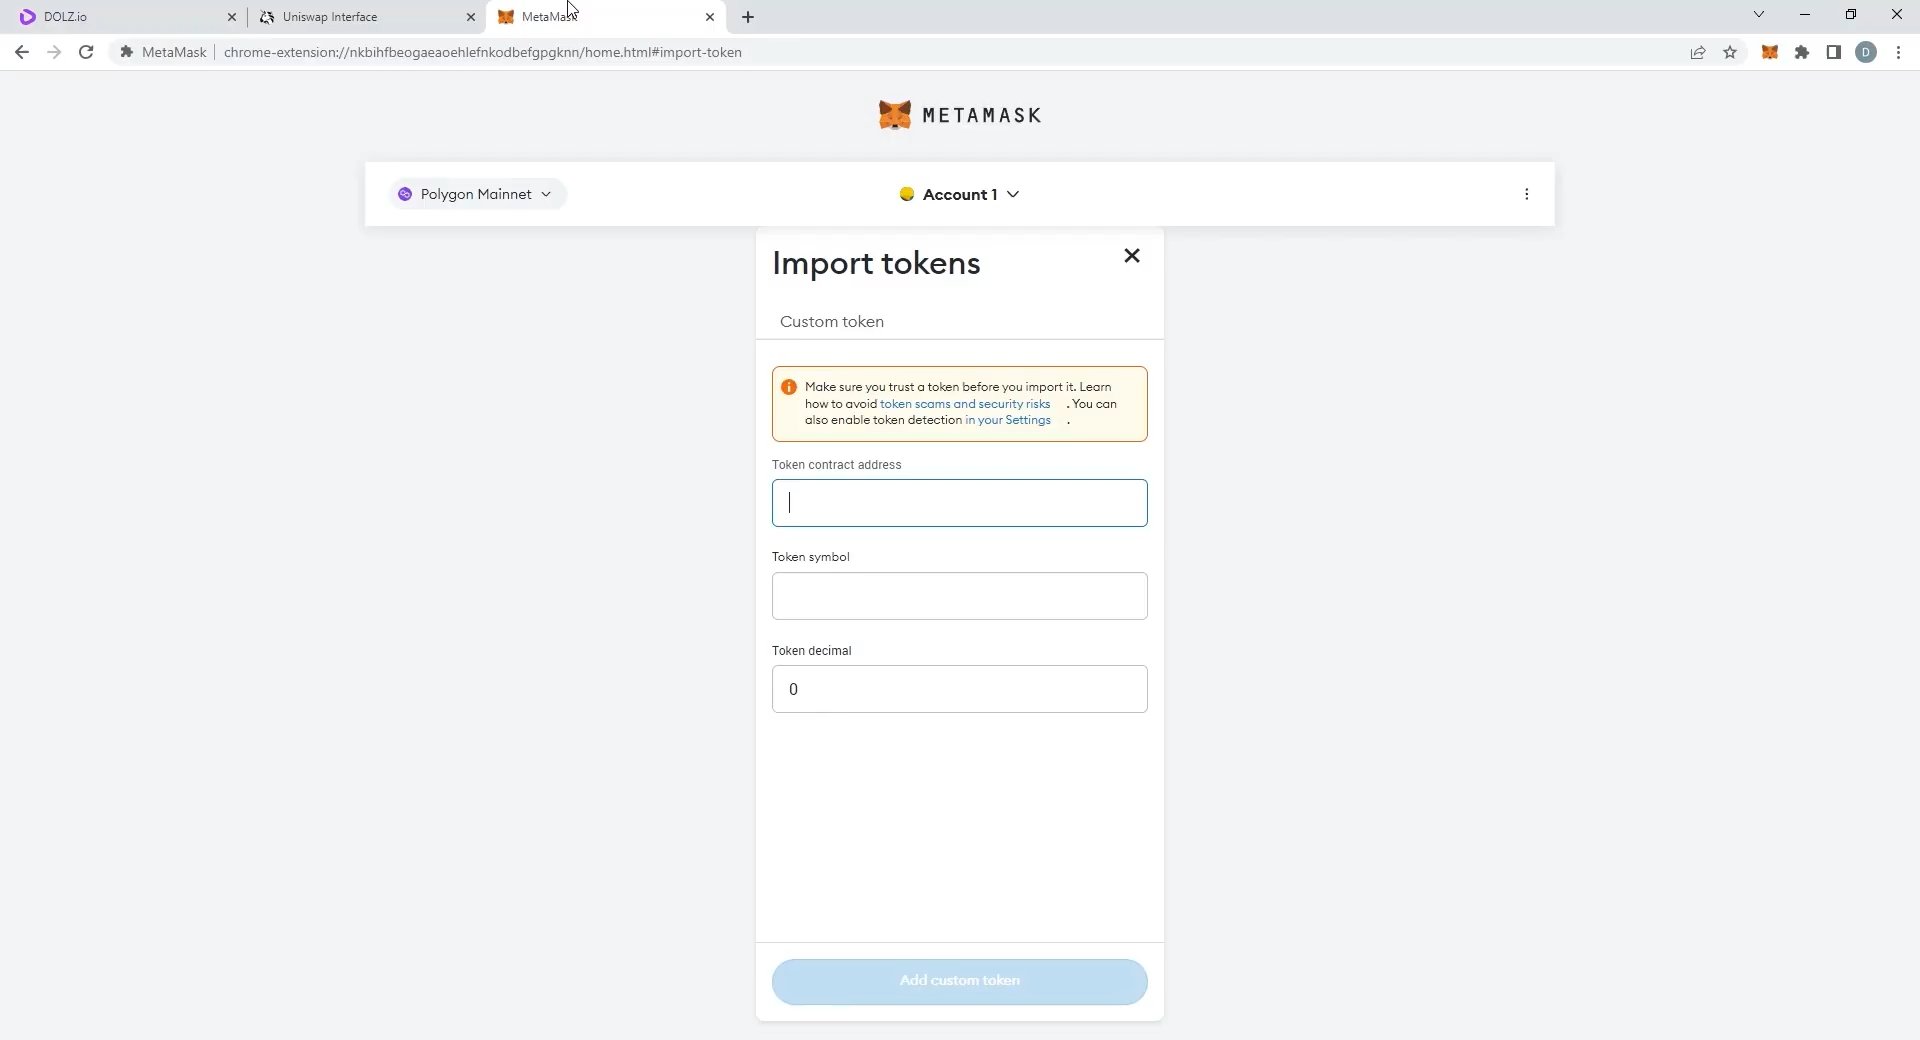 DOLZ.io
Uniswap Interface
MetaMask
MetaMask
chrome-extension://nkbihfbeogaeaoehlefnkodbefgpgknn/home.html#import-token
D
METAMASK
Polygon Mainnet
Account 1
Import tokens
Custom token
Make sure you trust a token before you import it. Learn
how to avoid token scams and security risks . You can
also enable token detection in your Settings .
Token contract address
Token symbol
Token decimal
0
Add custom token